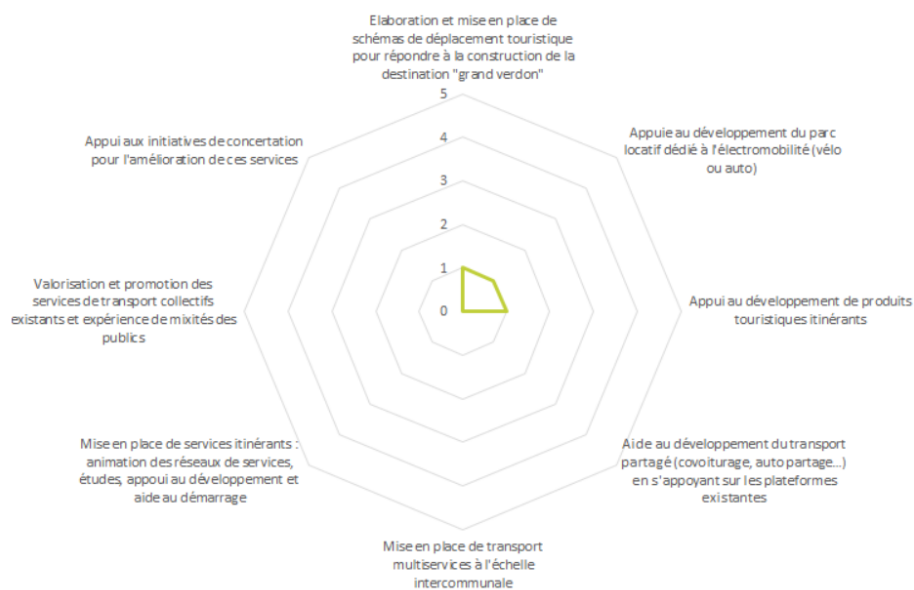 Elaboration et mise en place de
schémas de déplacement touristique
pour répondre à la construction de la
destination "grand verdon"
5
4
3
2
1
0
Appuie au développement du parc
locatif dédié à l'électromobilité (vélo
ou auto)
Appui au développement de produits
touristiques itinérants
Aide au développement du transport
partagé (covoiturage, auto partage...)
en s'appoyant sur les plateformes
existantes
Mise en place de transport
multiservices à l'échelle
intercommunale
Mise en place de services itinérants :
animation des réseaux de services,
études, appoui au développement et
aide au démarrage
Valorisation et promotion des
services de transport collectifs
existants et expérience de mixités des
publics
Appui aux initiatives de concertation
pour l'amélioration de ces services